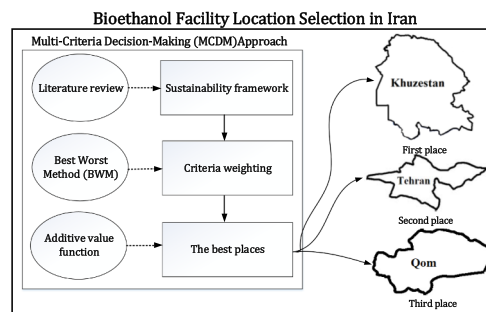 Bioethanol Facility Location Selection in Iran
Multi-Criteria Decision-Making (MCDM)Approach
Literature review
Sustainability framework
Best Worst
Method (BWM)
Criteria weighting
Additive value
function
The best places
Khuzestan
First place
Tehran
Second place
Qom
Third place